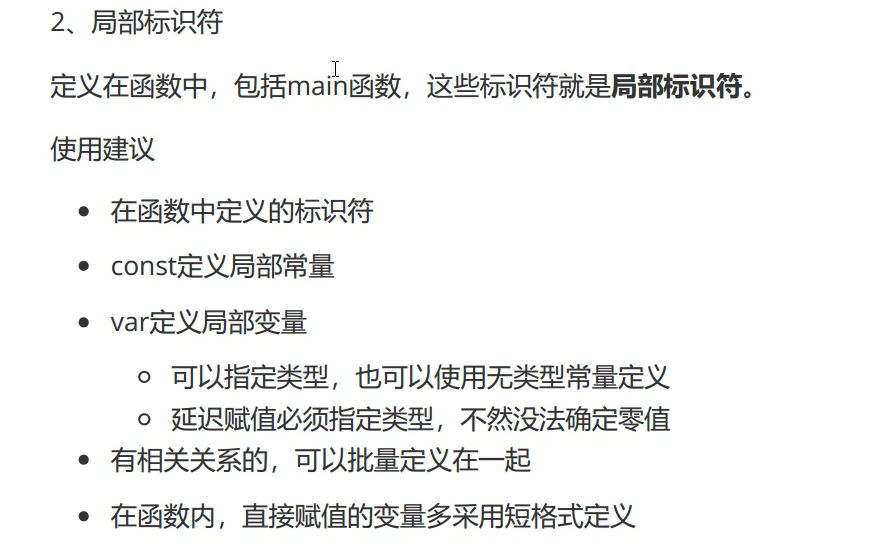 2、局部标识符
定义在函数中，包括main函数，这些标识符就是局部标识符。
使用建议
在函数中定义的标识符
const定义局部常量
var定义局部变量
可以指定类型，也可以使用无类型常量定义
延迟赋值必须指定类型，不然没法确定零值
有相关关系的，可以批量定义在一起
在函数内，直接赋值的变量多采用短格式定义